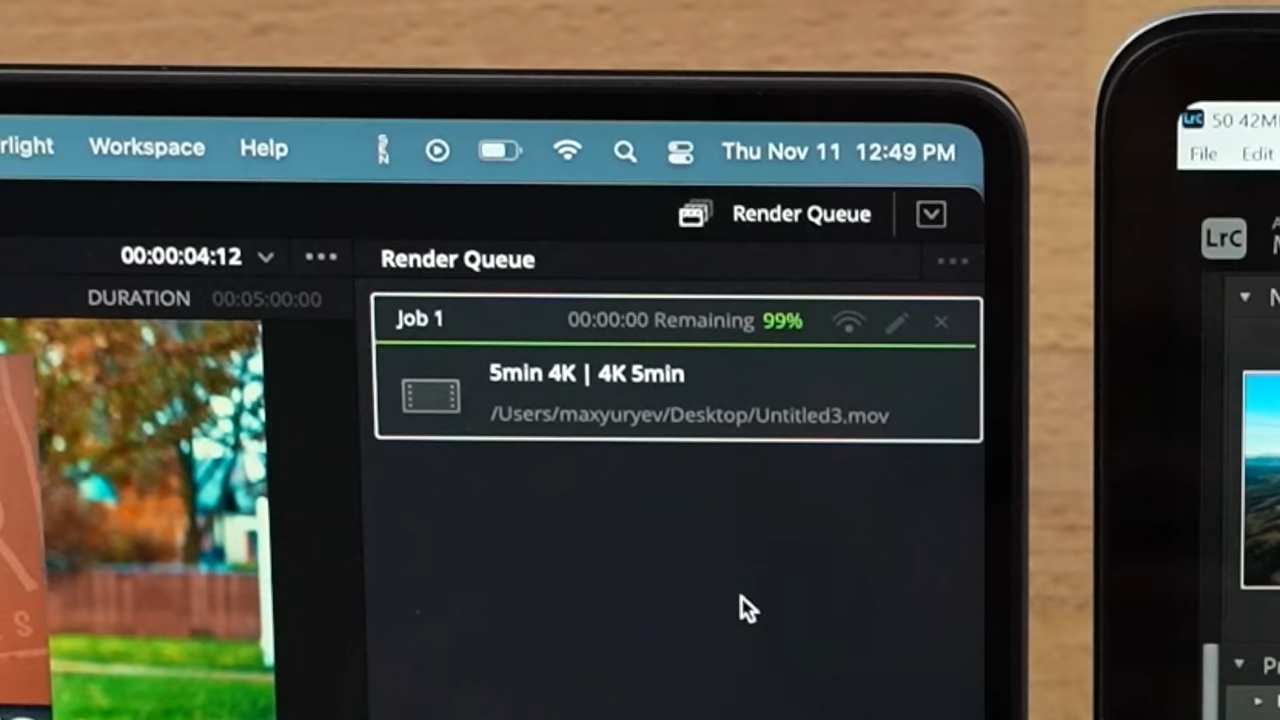 rlight Workspace Help Thu Nov 11 12:49 PM
Render Queue
00:00:04:12 Render Queue
DURATION 00:05:00:00
Job 1 00:00:00 Remaining 99%
5min 4K | 4K 5min
/Users/maxyuryev/Desktop/Untitled3.mov
S
LrC 50 42M
File Edit
LrC